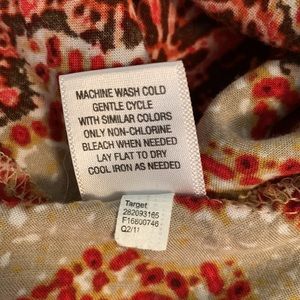 MACHINE WASH COLD
GENTLE CYCLE
WITH SIMILAR COLORS
ONLY NON-CHLORINE
BLEACH WHEN NEEDED
LAY FLAT TO DRY
COOL IRON AS NEEDED
Target
282093165
F16800746
Q2/11